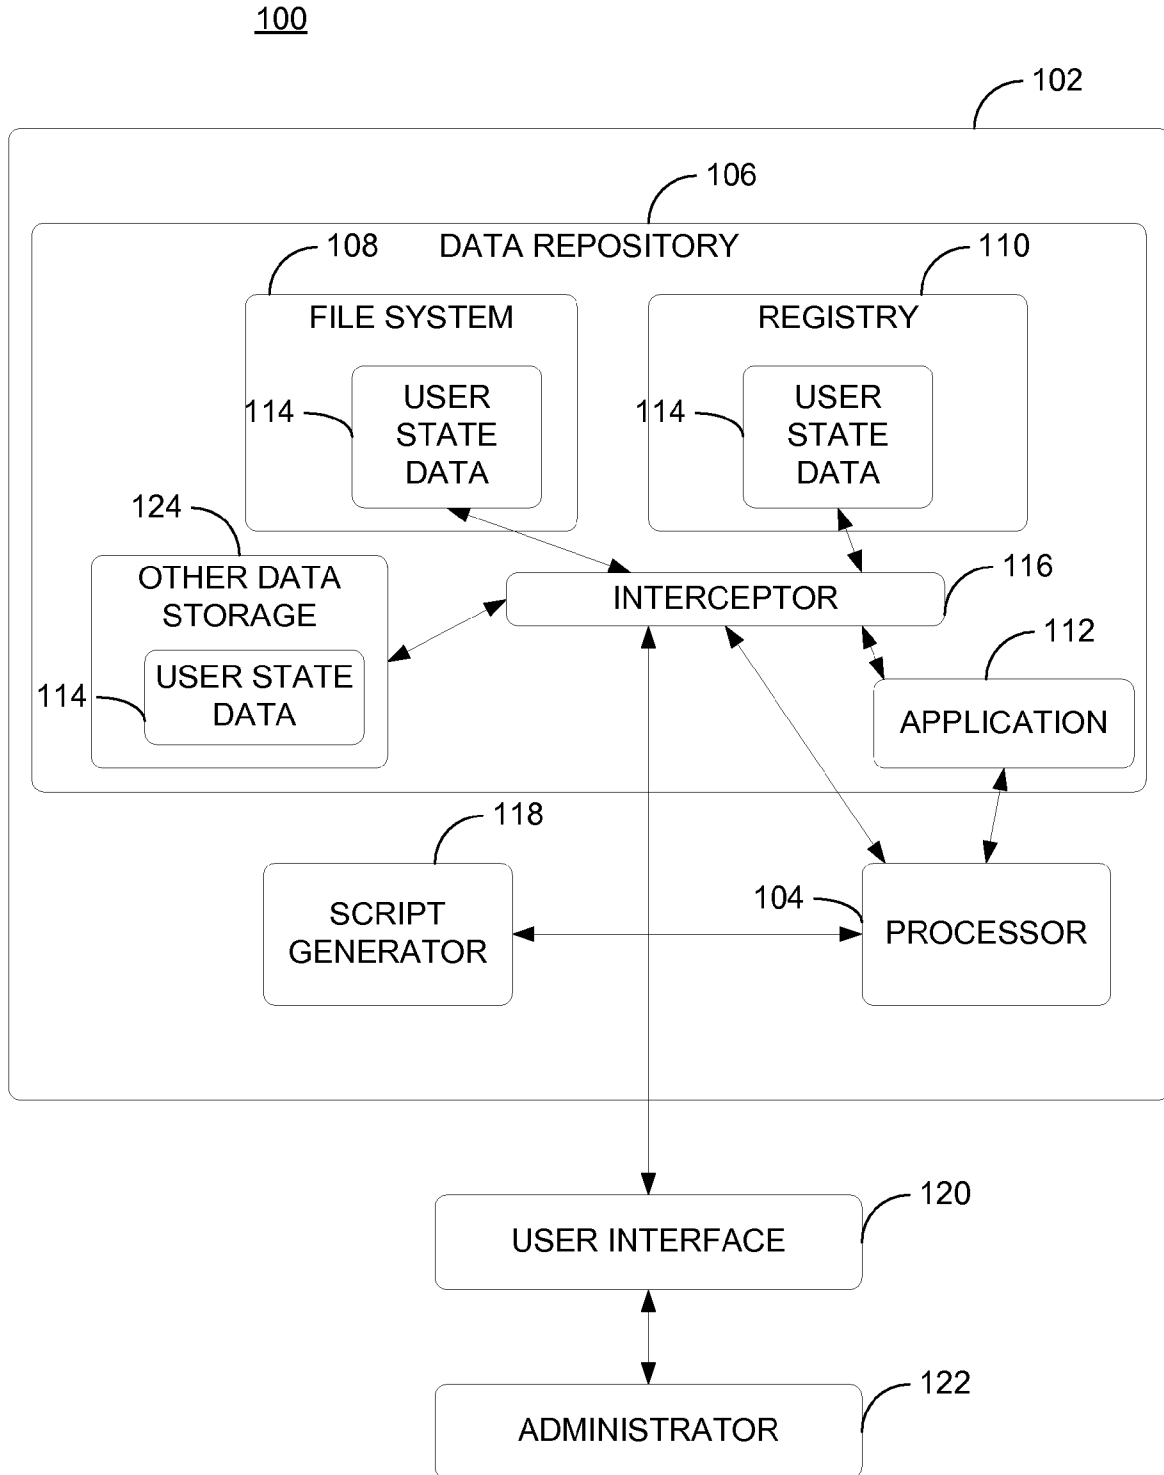 100
102
106
DATA REPOSITORY
108
110
FILE SYSTEM
REGISTRY
114
USER
STATE
DATA
114
USER
STATE
DATA
124
OTHER DATA
STORAGE
INTERCEPTOR
116
112
114
USER STATE
DATA
APPLICATION
118
104
SCRIPT
GENERATOR
PROCESSOR
120
USER INTERFACE
122
ADMINISTRATOR